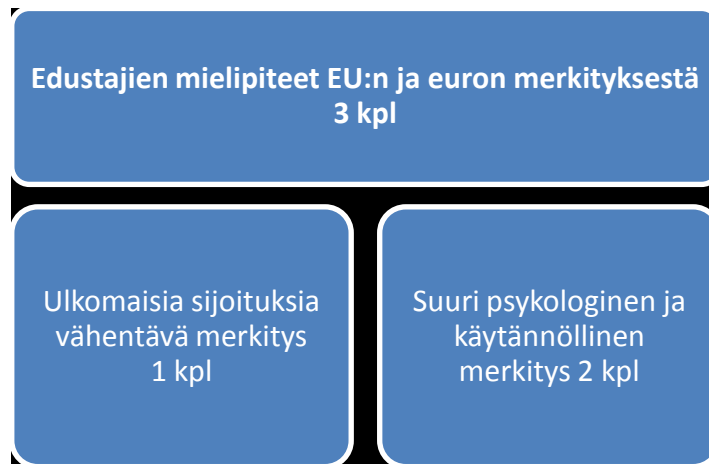 Edustajien mielipiteet EU:n ja euron merkityksestä
3 kpl
Ulkomaisia sijoituksia
vähentävä merkitys
1 kpl
Suuri psykologinen ja
käytännöllinen
merkitys 2 kpl